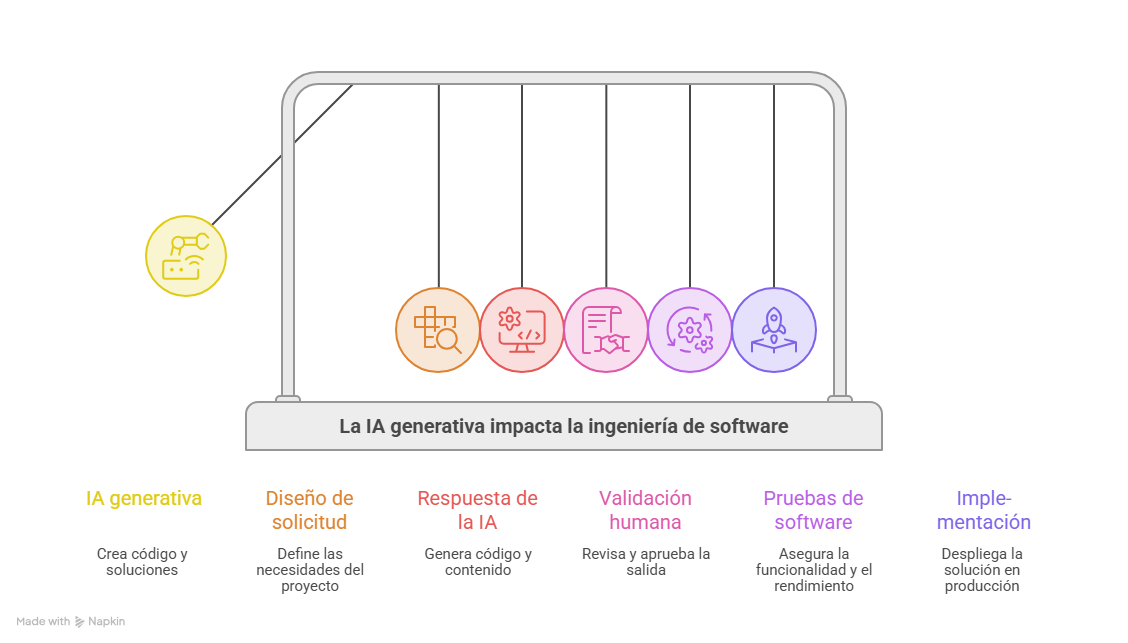 La IA generativa impacta la ingeniería de software
IA generativa
Crea código y
soluciones
Diseño de
solicitud
Define las
necesidades del
proyecto
Respuesta de
la IA
Genera código y
contenido
Validación
humana
Revisa y aprueba la
salida
Pruebas de
software
Asegura la
funcionalidad y el
rendimiento
Imple-
mentación
Despliega la
solución en
producción
Made with Napkin